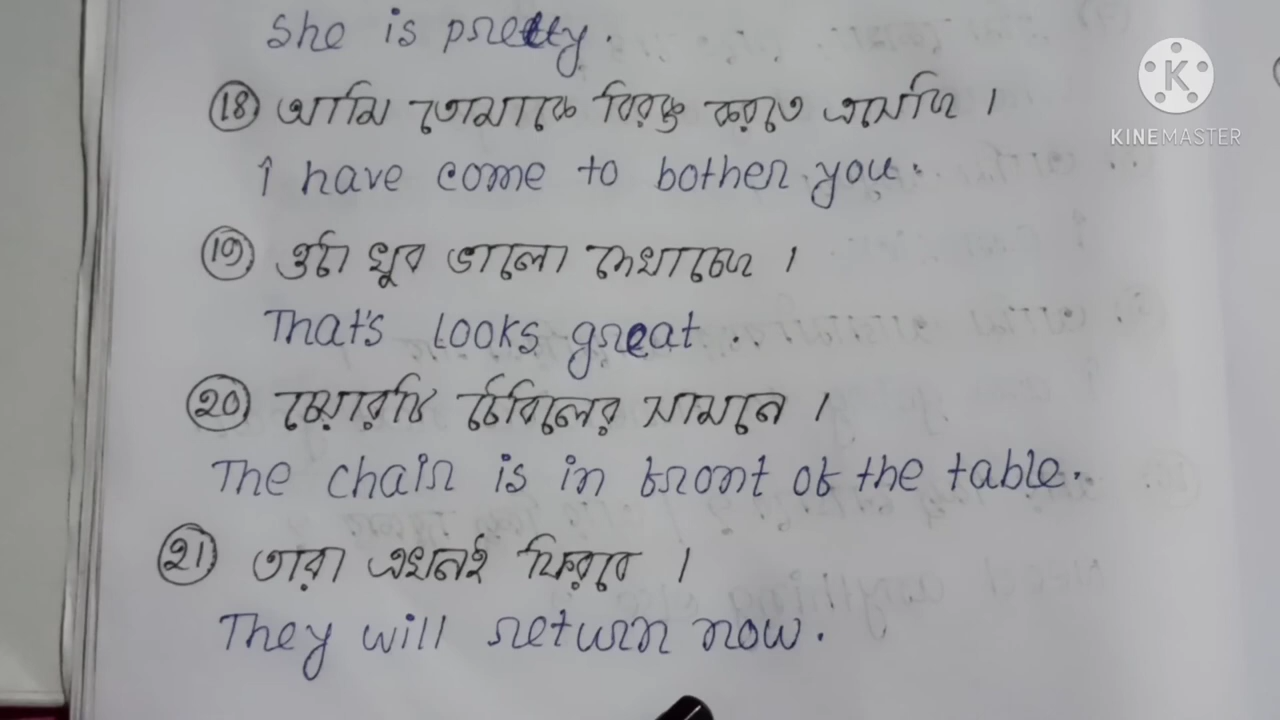 She is pretty.
18 আমি তোমাকে বিরক্ত করতে এসেছি ।
I have come to bother you.
19 ওটা খুব ভালো দেখাচ্ছে ।
That's looks great.
20 চেয়ারটি টেবিলের সামনে ।
The chair is in front of the table.
21 তারা এখনই ফিরবে ।
They will return now.
K
KINEMASTER